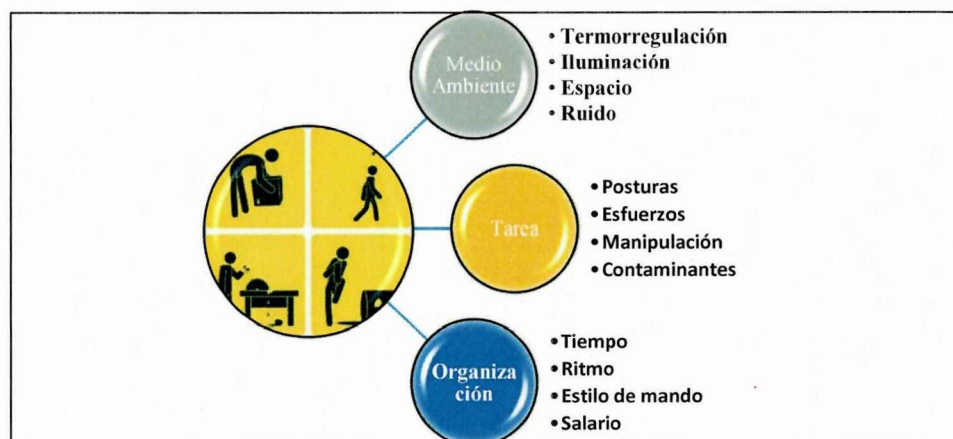 Medio
Ambiente
• Termorregulación
• Iluminación
• Espacio
• Ruido
Tarea
• Posturas
• Esfuerzos
• Manipulación
• Contaminantes
Organiza
ción
• Tiempo
• Ritmo
• Estilo de mando
• Salario